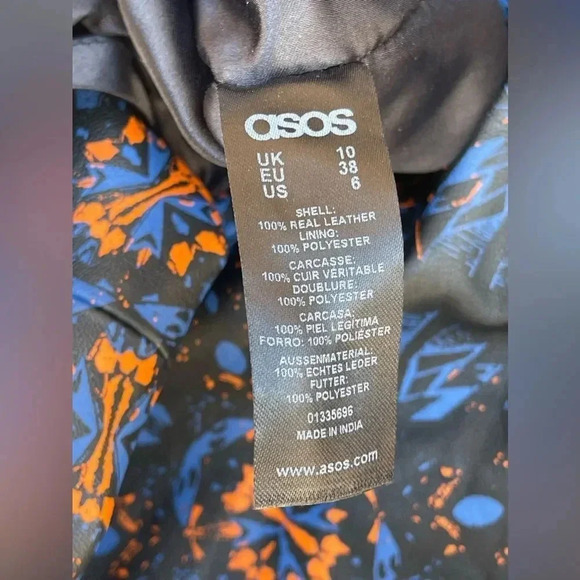 asos
UK 10
EU 38
US 6
SHELL:
100% REAL LEATHER
LINING:
100% POLYESTER
CARCASSE:
100% CUIR VÉRITABLE
DOUBLURE:
100% POLYESTER
CARCASA:
100% PIEL LEGÍTIMA
FORRO: 100% POLIÉSTER
AUSSENMATERIAL:
100% ECHTES LEDER
FUTTER:
100% POLYESTER
01335696
MADE IN INDIA
www.asos.com